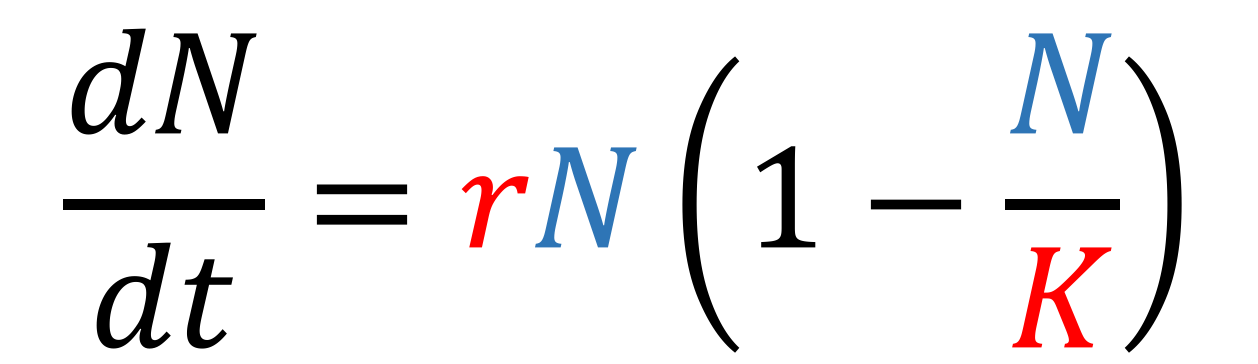 dN/dt = rN(1 − N/K)